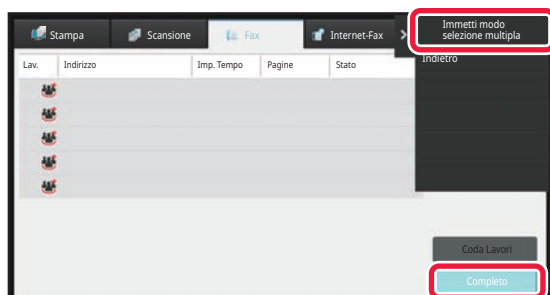 Stampa
Scansione
Fax
Internet-Fax
Immetti modo
selezione multipla
Indietro
Lav.
Indirizzo
Imp. Tempo
Pagine
Stato
Coda Lavori
Completo